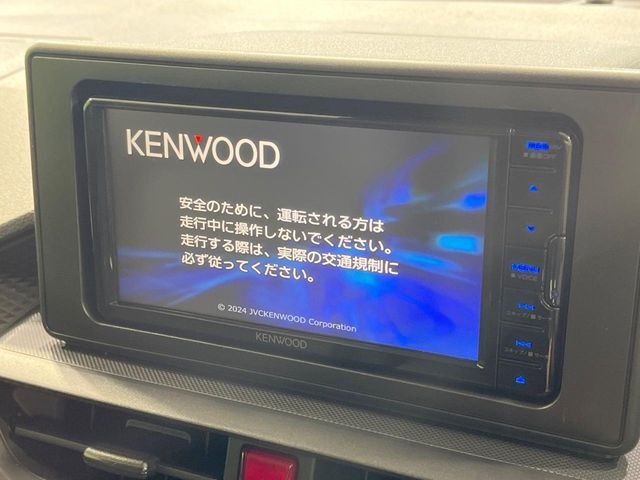 KENWOOD
安全のために、運転される方は
走行中に操作しないでください。
走行する際は、実際の交通規制に
必ず従ってください。
© 2024 JVCKENWOOD Corporation
KENWOOD
MENU
VOICE